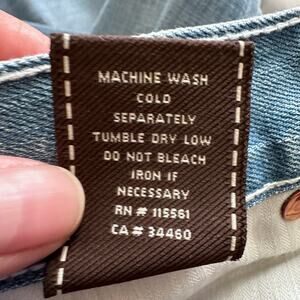 MACHINE WASH
COLD
SEPARATELY
TUMBLE DRY LOW
DO NOT BLEACH
IRON IF
NECESSARY
RN # 115561
CA # 34460